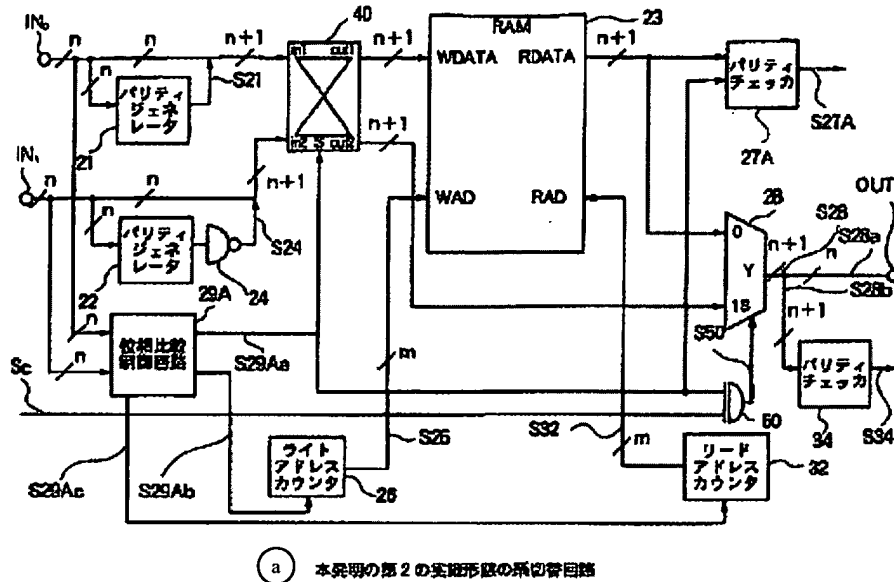 IN₀
n
n
n+1
40
n
S21
パリティ
ジェネ
レータ
21
in1 out1
in2 S out2
n+1
n+1
RAM
23
WDATA RDATA
WAD RAD
n+1
パリティ
チェッカ
27A
S27A
IN₁
n
n
n+1
n
パリティ
ジェネ
レータ
22
24
S24
29A
n
n
位相比較
制御回路
S29Aa
m
Sc
S29Ac
S29Ab
ライト
アドレス
カウンタ
26
S32
m
リード
アドレス
カウンタ
32
OUT
28
0
Y
1S
n+1
S28
n
S28a
S28b
n+1
S50
パリティ
チェッカ
34
S34
a 本発明の第2の実施形態の系切替回路